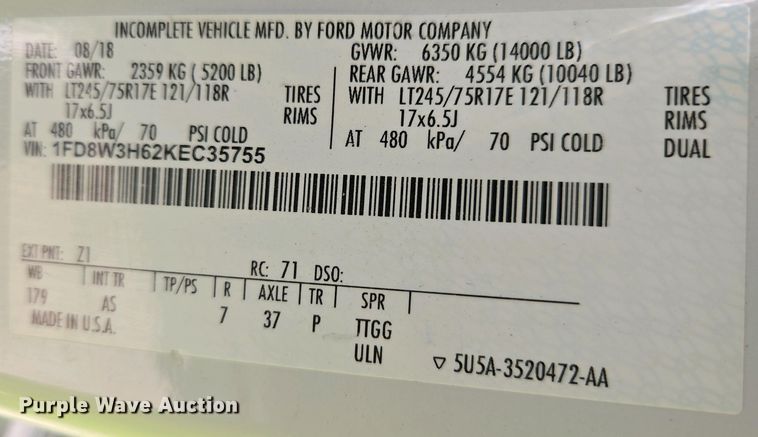 INCOMPLETE VEHICLE MFD. BY FORD MOTOR COMPANY
DATE: 08/18 GVWR: 6350 KG (14000 LB)
FRONT GAWR: 2359 KG ( 5200 LB) REAR GAWR: 4554 KG (10040 LB)
WITH LT245/75R17E 121/118R TIRES WITH LT245/75R17E 121/118R TIRES
17x6.5J RIMS 17x6.5J RIMS
AT 480 kPa/ 70 PSI COLD AT 480 kPa/ 70 PSI COLD DUAL
VIN: 1FD8W3H62KEC35755
EXT PNT: Z1 RC: 71 DSO:
WB INT TR TP/PS R AXLE TR SPR
179 AS 7 37 P TTGG
MADE IN U.S.A. ULN
▽ 5U5A-3520472-AA
Purple Wave Auction